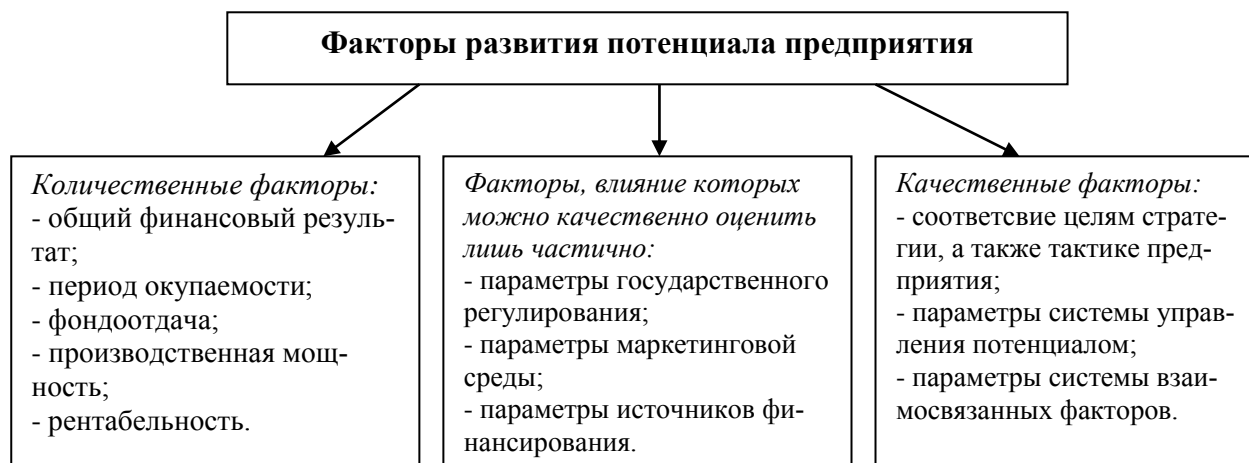 Факторы развития потенциала предприятия
Количественные факторы:
- общий финансовый резуль-
тат;
- период окупаемости;
- фондоотдача;
- производственная мощ-
ность;
- рентабельность.
Факторы, влияние которых
можно качественно оценить
лишь частично:
- параметры государственного
регулирования;
- параметры маркетинговой
среды;
- параметры источников фи-
нансирования.
Качественные факторы:
- соответсвие целям страте-
гии, а также тактике пред-
приятия;
- параметры системы управ-
ления потенциалом;
- параметры системы взаи-
мосвязанных факторов.